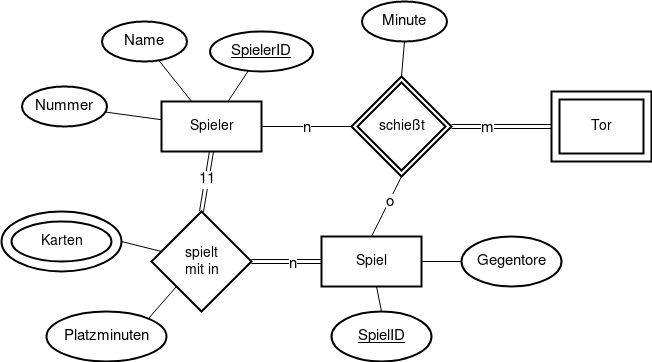 Minute
Name
SpielerID
Nummer
Spieler
n
schießt
m
Tor
11
o
Karten
spielt
mit in
n
Spiel
Gegentore
Platzminuten
SpielID